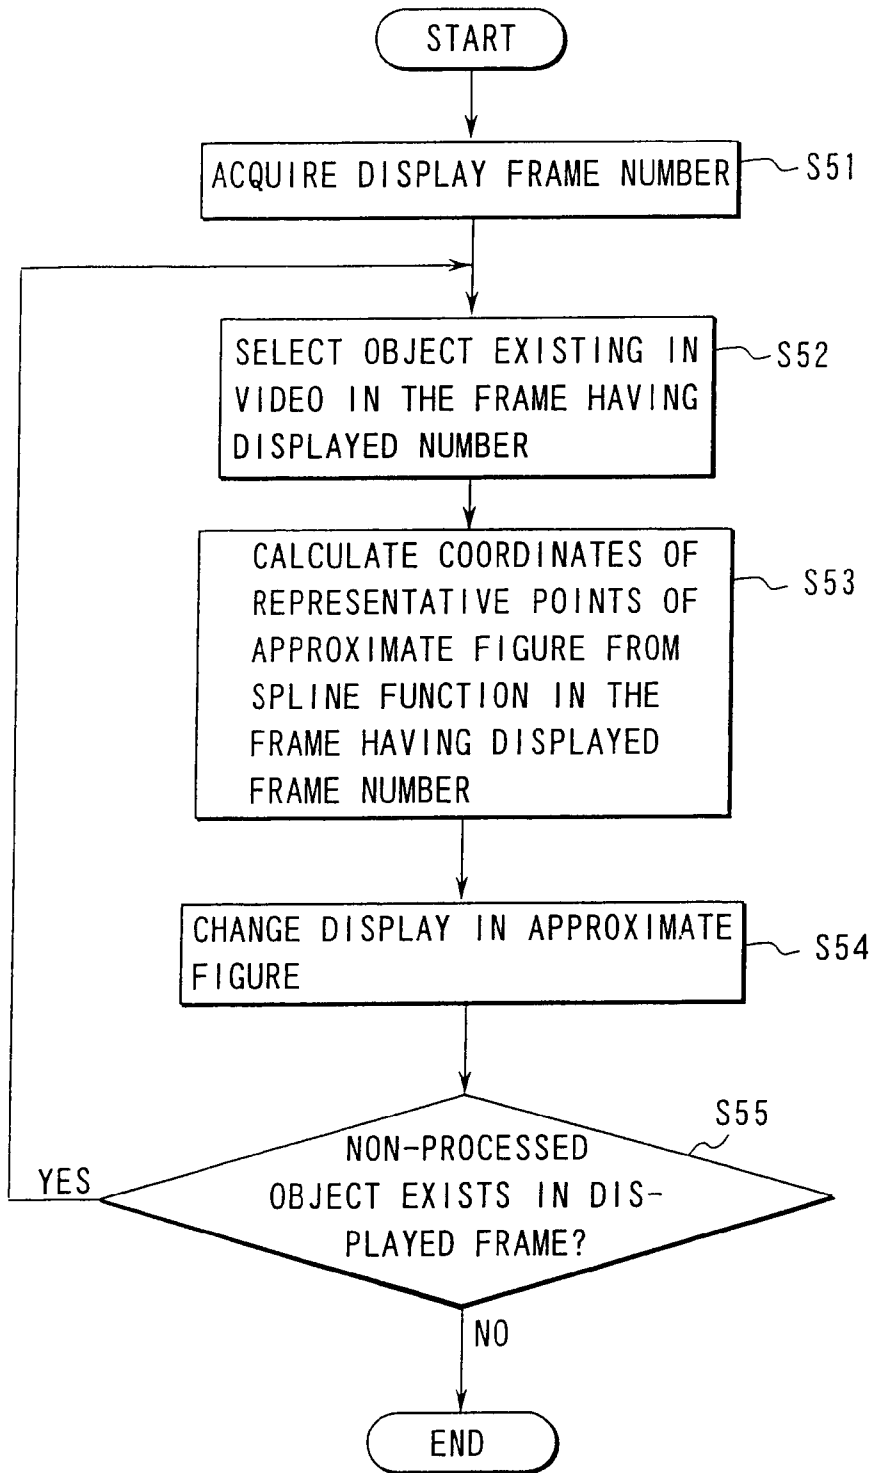 START
ACQUIRE DISPLAY FRAME NUMBER
S51
SELECT OBJECT EXISTING IN
VIDEO IN THE FRAME HAVING
DISPLAYED NUMBER
S52
CALCULATE COORDINATES OF
REPRESENTATIVE POINTS OF
APPROXIMATE FIGURE FROM
SPLINE FUNCTION IN THE
FRAME HAVING DISPLAYED
FRAME NUMBER
S53
CHANGE DISPLAY IN APPROXIMATE
FIGURE
S54
S55
NON-PROCESSED
OBJECT EXISTS IN DIS-
PLAYED FRAME?
YES
NO
END